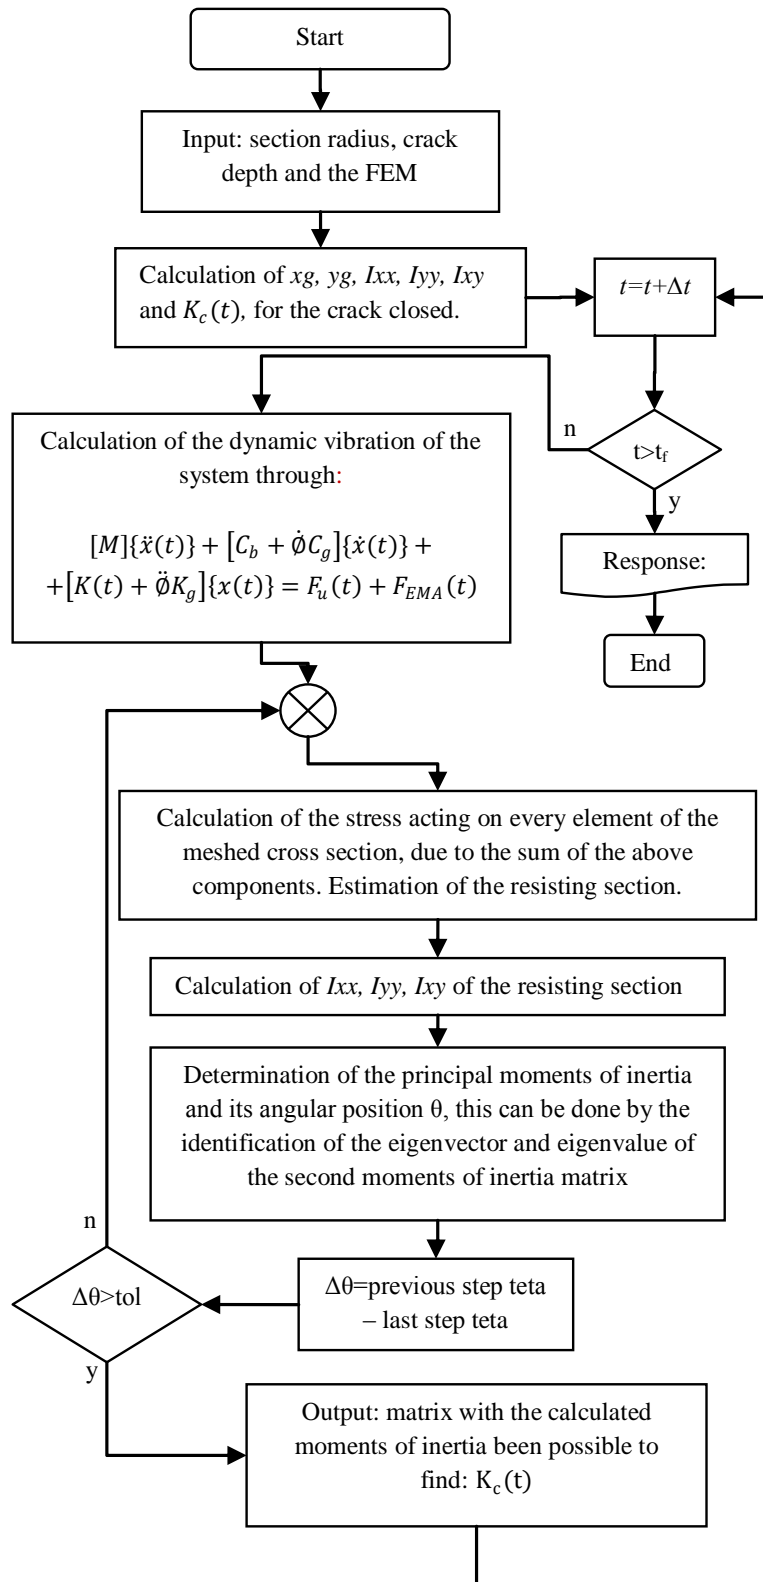 Start
Input: section radius, crack
depth and the FEM
Calculation of xg, yg, Ixx, Iyy, Ixy
and K_c(t), for the crack closed.
t=t+Δt
n
t>t_f
y
Calculation of the dynamic vibration of the
system through:
[M]{ẍ(t)} + [C_b + ∅̇C_g]{ẋ(t)} +
+[K(t) + ∅̈K_g]{x(t)} = F_u(t) + F_EMA(t)
Response:
End
Calculation of the stress acting on every element of the
meshed cross section, due to the sum of the above
components. Estimation of the resisting section.
Calculation of Ixx, Iyy, Ixy of the resisting section
Determination of the principal moments of inertia
and its angular position θ, this can be done by the
identification of the eigenvector and eigenvalue of
the second moments of inertia matrix
n
Δθ>tol
Δθ=previous step teta
– last step teta
y
Output: matrix with the calculated
moments of inertia been possible to
find: K_c(t)